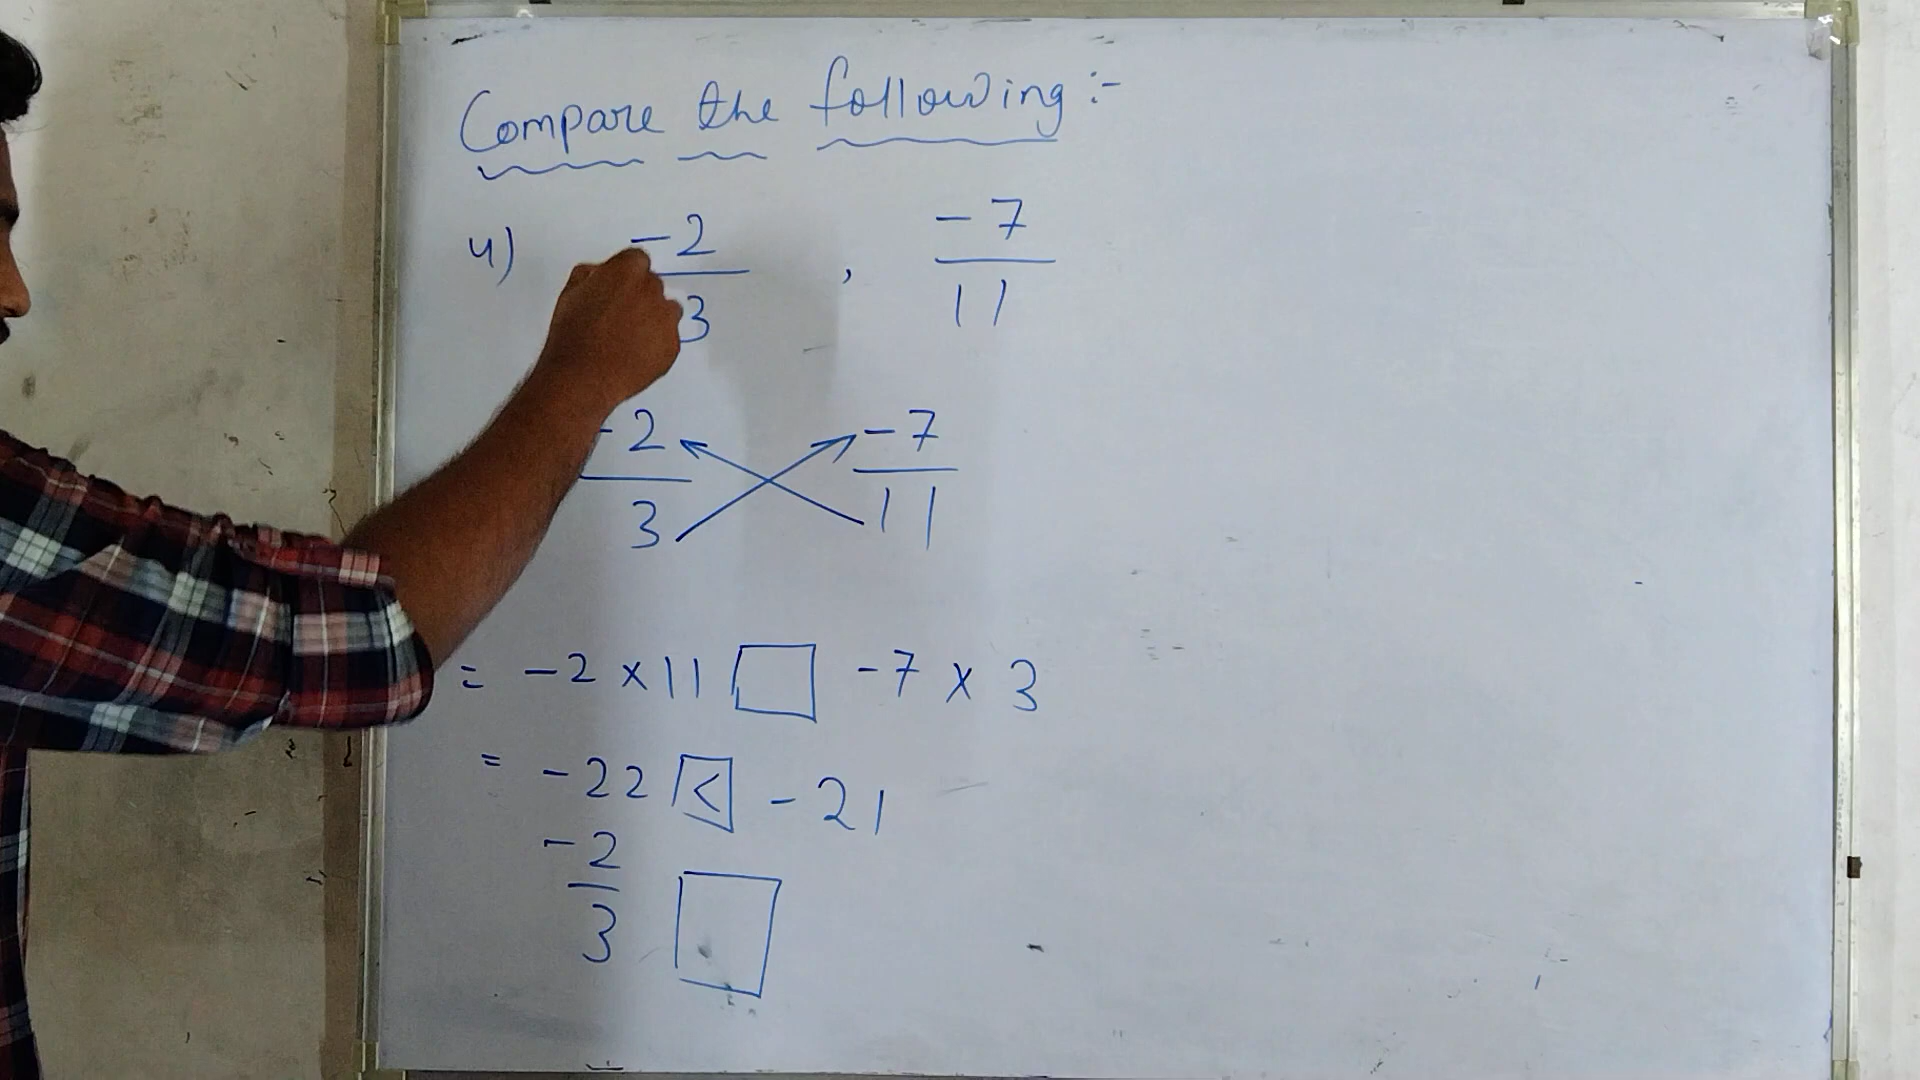 Compare the following :-
4) -2/3 , -7/11
-2/3 -7/11
= -2 × 11 □ -7 × 3
= -22 < -21
-2/3 □